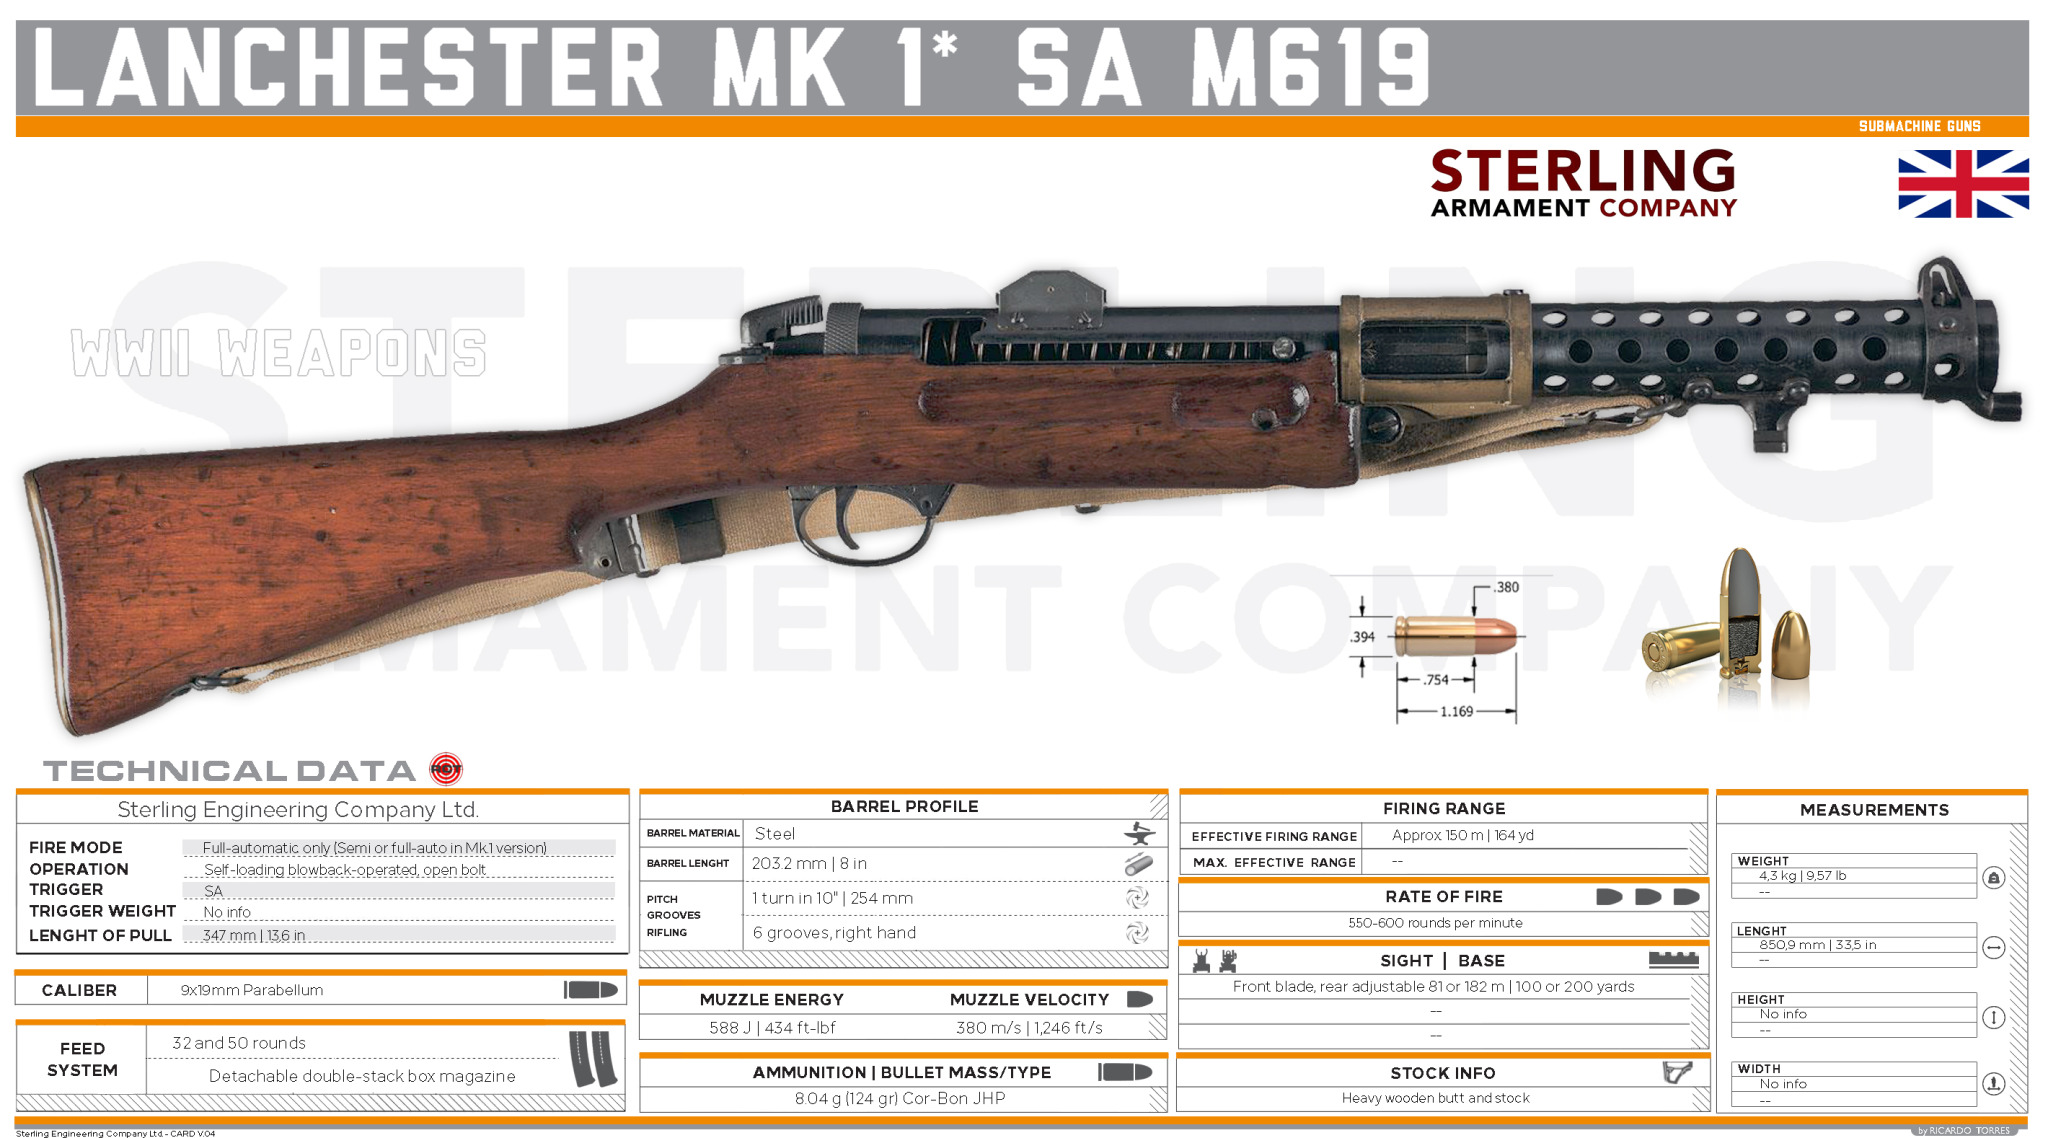 LANCHESTER MK 1* SA M619
SUBMACHINE GUNS
STERLING
ARMAMENT COMPANY
STERLING
WWII WEAPONS
ARMAMENT COMPANY
.380
.394
.754
1.169
TECHNICAL DATA
Sterling Engineering Company Ltd.
FIRE MODE Full-automatic only (Semi or full-auto in Mk.1 version)
OPERATION Self-loading blowback-operated, open bolt
TRIGGER SA
TRIGGER WEIGHT No info
LENGHT OF PULL 347 mm | 13,6 in
CALIBER 9x19mm Parabellum
FEED SYSTEM
32 and 50 rounds
Detachable double-stack box magazine
BARREL PROFILE
BARREL MATERIAL Steel
BARREL LENGHT 203.2 mm | 8 in
PITCH 1 turn in 10" | 254 mm
GROOVES
RIFLING 6 grooves, right hand
MUZZLE ENERGY MUZZLE VELOCITY
588 J | 434 ft-lbf 380 m/s | 1,246 ft/s
AMMUNITION | BULLET MASS/TYPE
8.04 g (124 gr) Cor-Bon JHP
FIRING RANGE
EFFECTIVE FIRING RANGE Approx 150 m | 164 yd
MAX. EFFECTIVE RANGE --
RATE OF FIRE
550-600 rounds per minute
SIGHT | BASE
Front blade, rear adjustable 81 or 182 m | 100 or 200 yards
--
--
STOCK INFO
Heavy wooden butt and stock
MEASUREMENTS
WEIGHT
4,3 kg | 9,57 lb
--
LENGHT
850,9 mm | 33,5 in
--
HEIGHT
No info
--
WIDTH
No info
--
Sterling Engineering Company Ltd. - CARD V.04
by RICARDO TORRES